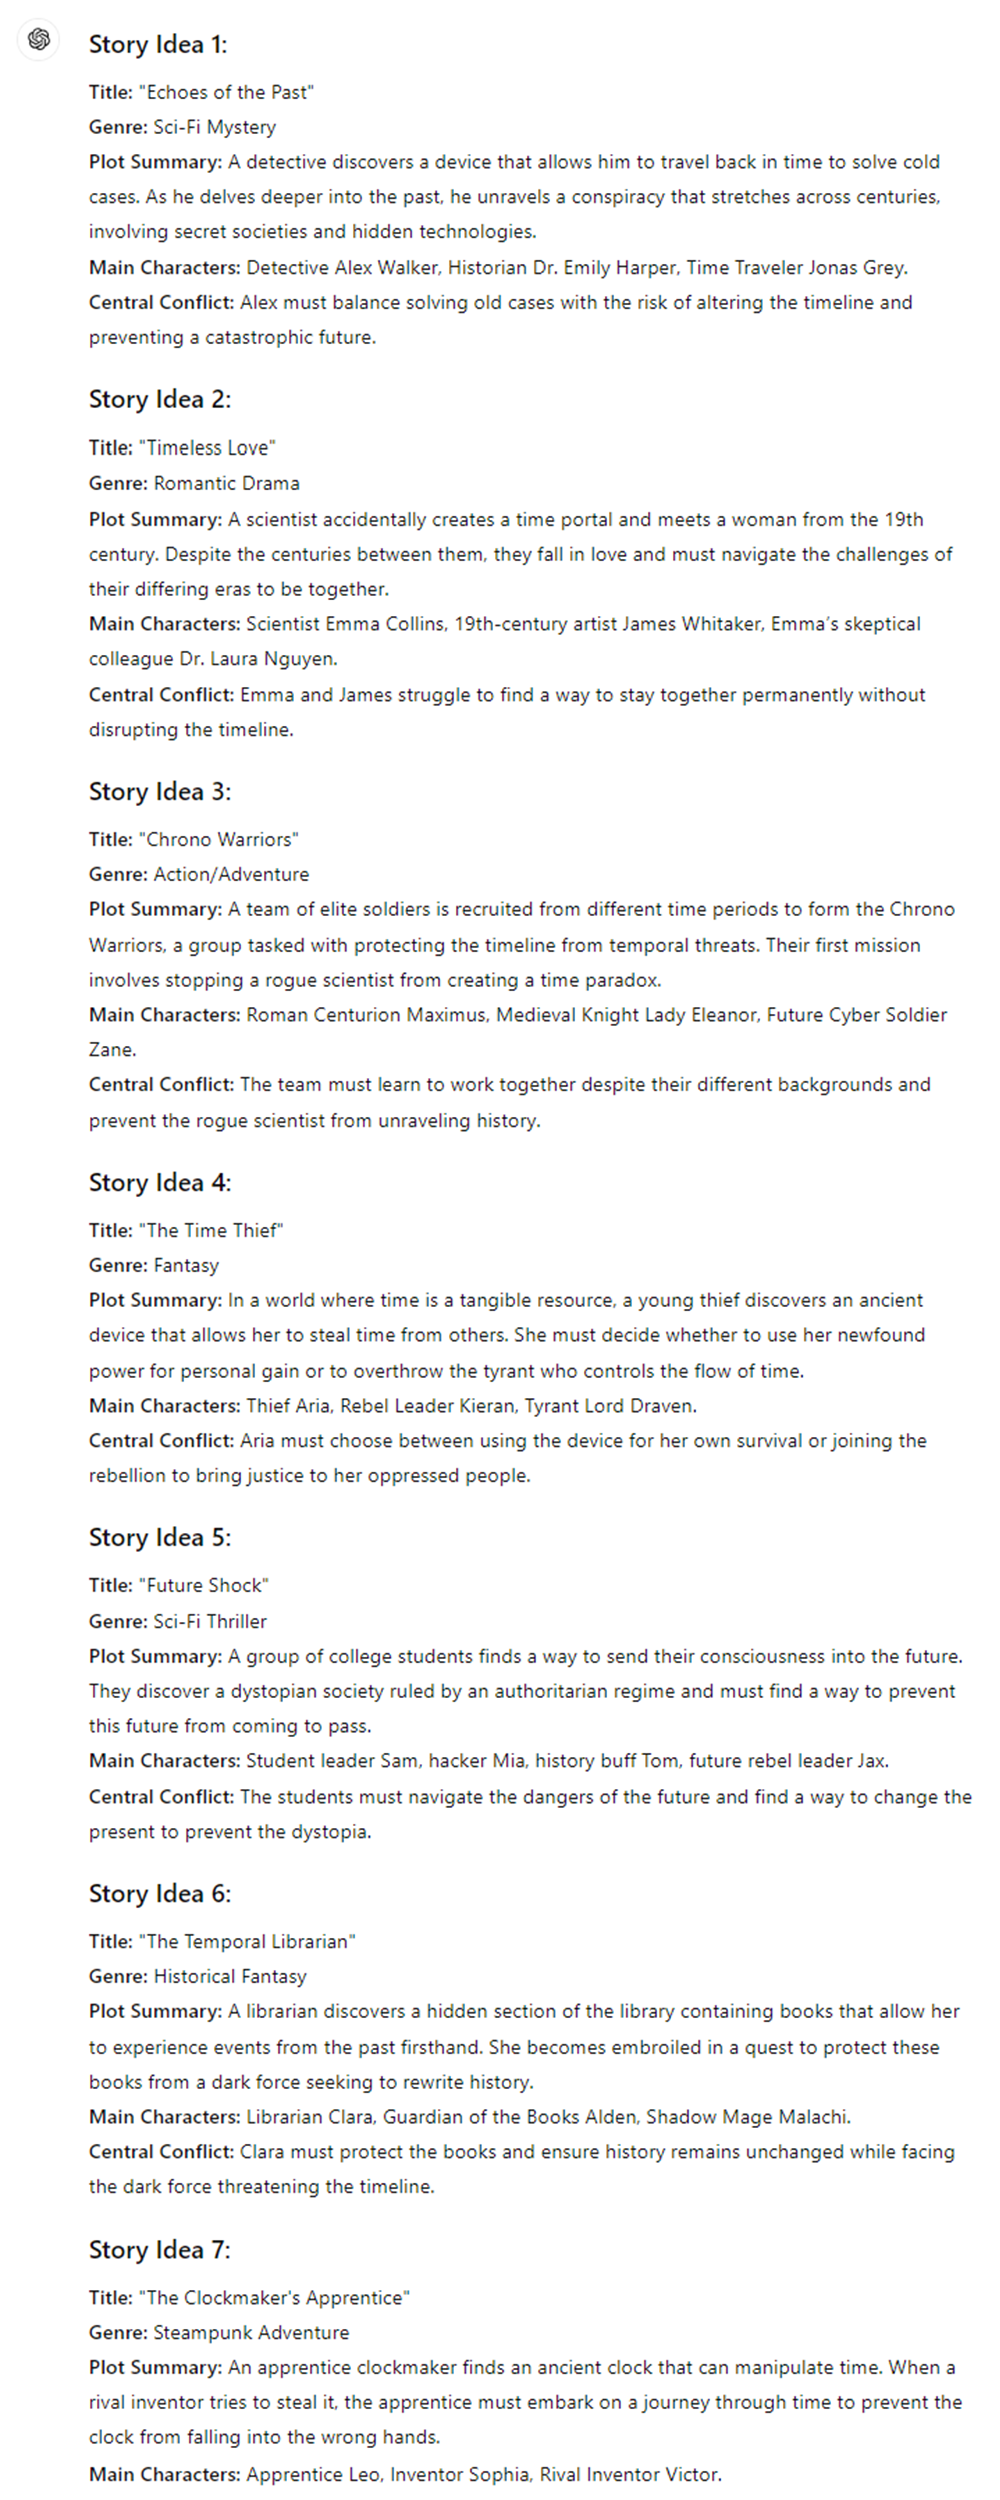 Story Idea 1:
Title: "Echoes of the Past"
Genre: Sci-Fi Mystery
Plot Summary: A detective discovers a device that allows him to travel back in time to solve cold
cases. As he delves deeper into the past, he unravels a conspiracy that stretches across centuries,
involving secret societies and hidden technologies.
Main Characters: Detective Alex Walker, Historian Dr. Emily Harper, Time Traveler Jonas Grey.
Central Conflict: Alex must balance solving old cases with the risk of altering the timeline and
preventing a catastrophic future.
Story Idea 2:
Title: "Timeless Love"
Genre: Romantic Drama
Plot Summary: A scientist accidentally creates a time portal and meets a woman from the 19th
century. Despite the centuries between them, they fall in love and must navigate the challenges of
their differing eras to be together.
Main Characters: Scientist Emma Collins, 19th-century artist James Whitaker, Emma's skeptical
colleague Dr. Laura Nguyen.
Central Conflict: Emma and James struggle to find a way to stay together permanently without
disrupting the timeline.
Story Idea 3:
Title: "Chrono Warriors"
Genre: Action/Adventure
Plot Summary: A team of elite soldiers is recruited from different time periods to form the Chrono
Warriors, a group tasked with protecting the timeline from temporal threats. Their first mission
involves stopping a rogue scientist from creating a time paradox.
Main Characters: Roman Centurion Maximus, Medieval Knight Lady Eleanor, Future Cyber Soldier
Zane.
Central Conflict: The team must learn to work together despite their different backgrounds and
prevent the rogue scientist from unraveling history.
Story Idea 4:
Title: "The Time Thief"
Genre: Fantasy
Plot Summary: In a world where time is a tangible resource, a young thief discovers an ancient
device that allows her to steal time from others. She must decide whether to use her newfound
power for personal gain or to overthrow the tyrant who controls the flow of time.
Main Characters: Thief Aria, Rebel Leader Kieran, Tyrant Lord Draven.
Central Conflict: Aria must choose between using the device for her own survival or joining the
rebellion to bring justice to her oppressed people.
Story Idea 5:
Title: "Future Shock"
Genre: Sci-Fi Thriller
Plot Summary: A group of college students finds a way to send their consciousness into the future.
They discover a dystopian society ruled by an authoritarian regime and must find a way to prevent
this future from coming to pass.
Main Characters: Student leader Sam, hacker Mia, history buff Tom, future rebel leader Jax.
Central Conflict: The students must navigate the dangers of the future and find a way to change the
present to prevent the dystopia.
Story Idea 6:
Title: "The Temporal Librarian"
Genre: Historical Fantasy
Plot Summary: A librarian discovers a hidden section of the library containing books that allow her
to experience events from the past firsthand. She becomes embroiled in a quest to protect these
books from a dark force seeking to rewrite history.
Main Characters: Librarian Clara, Guardian of the Books Alden, Shadow Mage Malachi.
Central Conflict: Clara must protect the books and ensure history remains unchanged while facing
the dark force threatening the timeline.
Story Idea 7:
Title: "The Clockmaker's Apprentice"
Genre: Steampunk Adventure
Plot Summary: An apprentice clockmaker finds an ancient clock that can manipulate time. When a
rival inventor tries to steal it, the apprentice must embark on a journey through time to prevent the
clock from falling into the wrong hands.
Main Characters: Apprentice Leo, Inventor Sophia, Rival Inventor Victor.